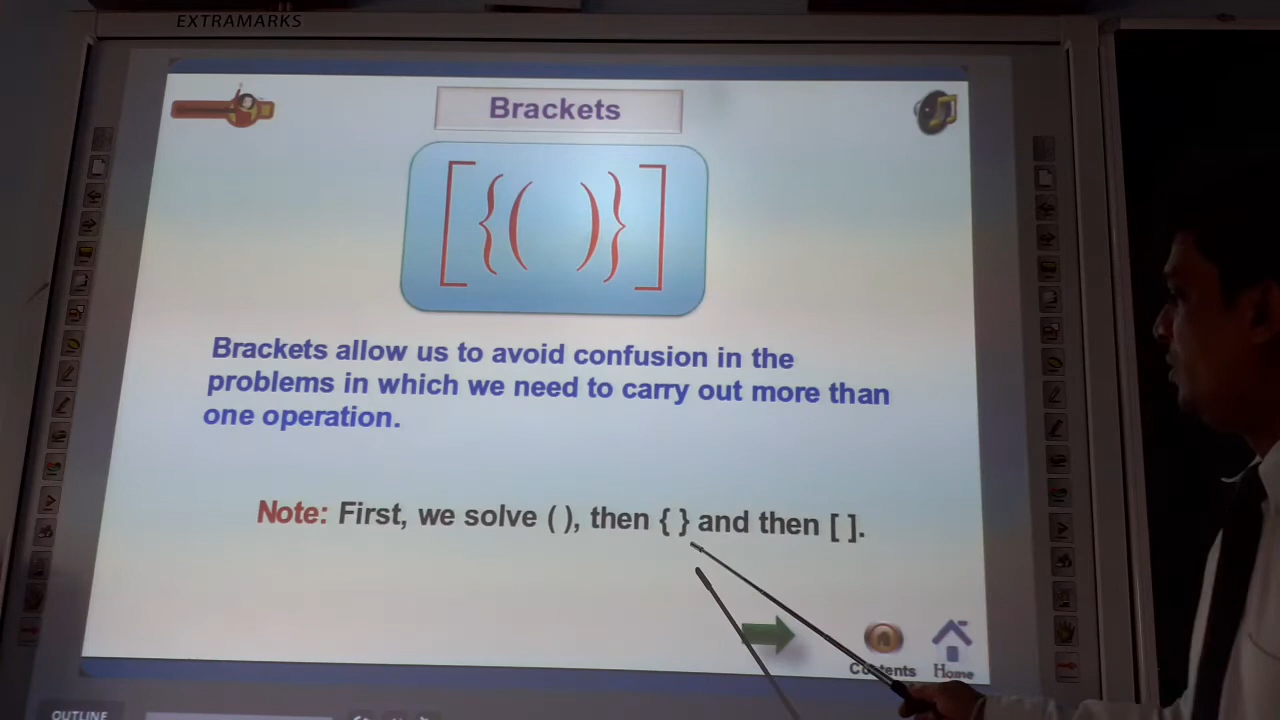 EXTRAMARKS
Brackets
[{( )}]
Brackets allow us to avoid confusion in the
problems in which we need to carry out more than
one operation.
Note: First, we solve ( ), then { } and then [ ].
Contents
Home
OUTLINE